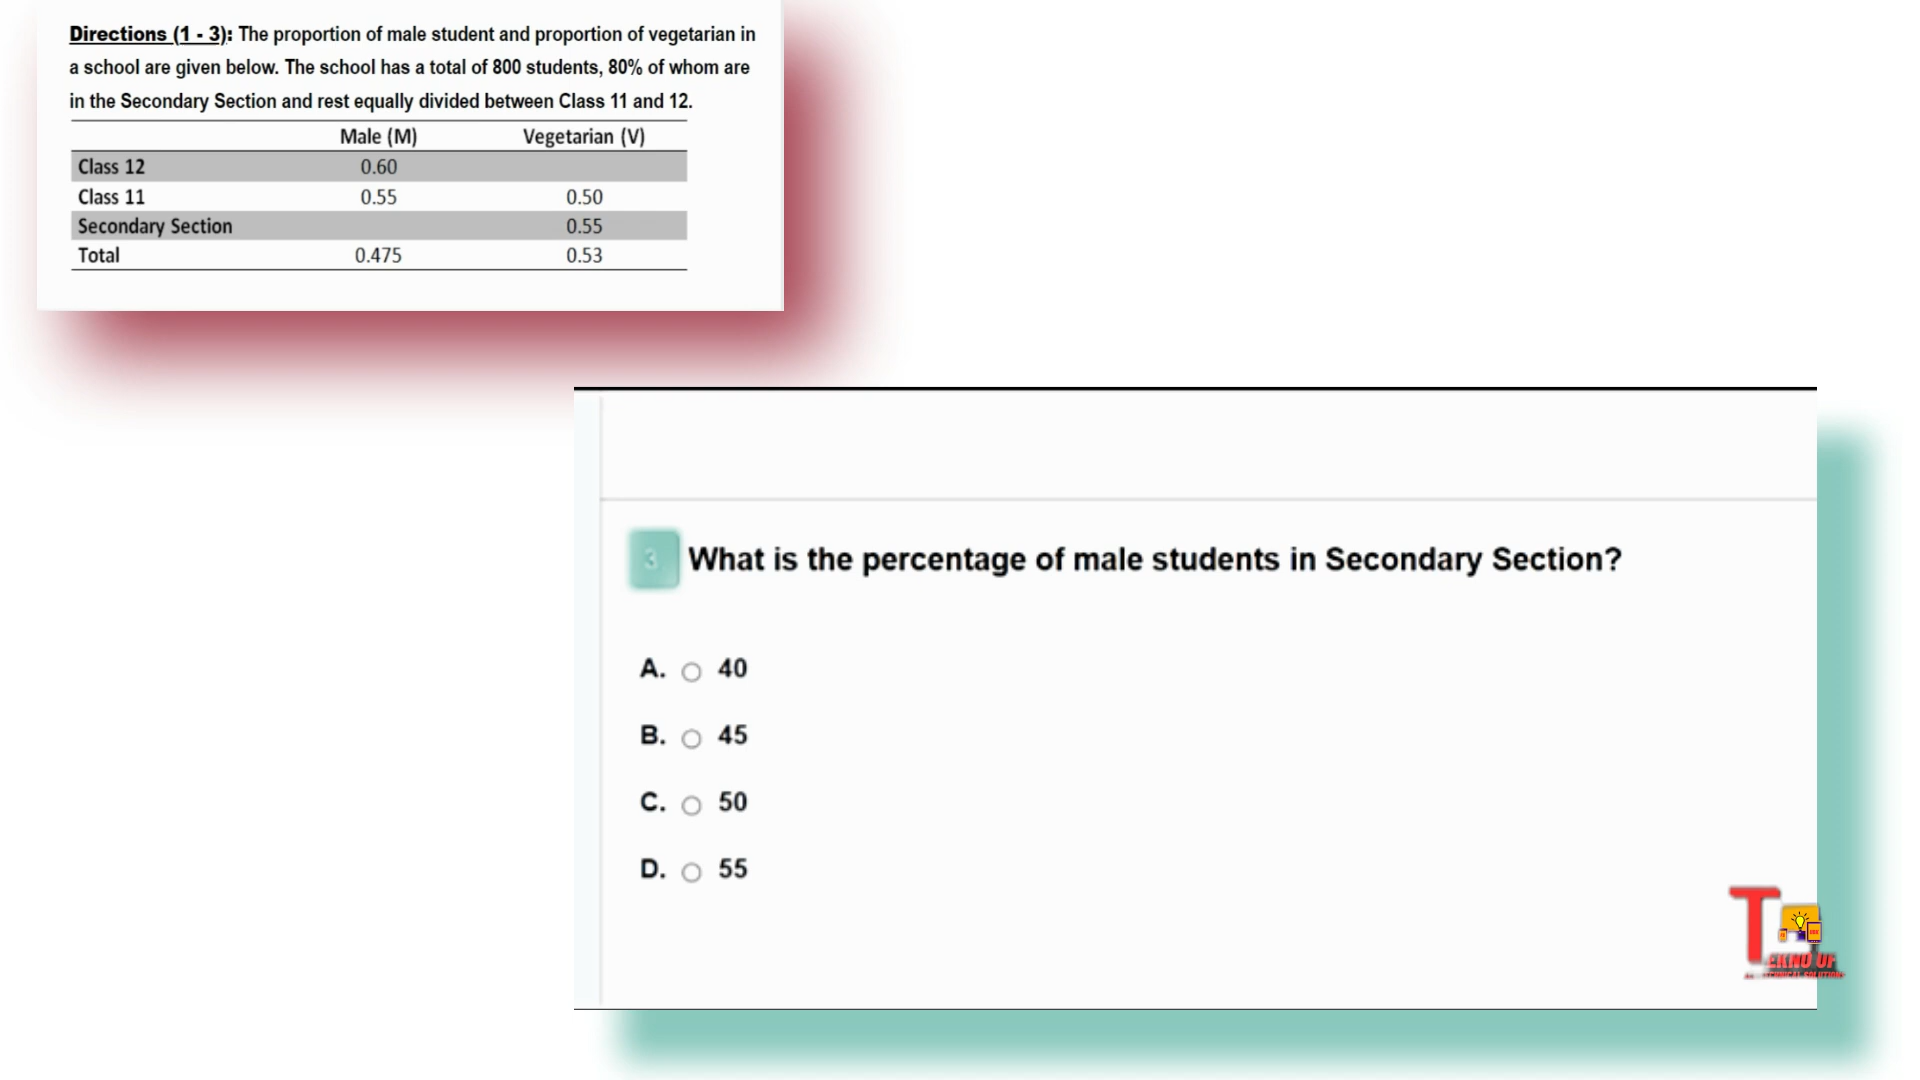 Directions (1 - 3): The proportion of male student and proportion of vegetarian in
a school are given below. The school has a total of 800 students, 80% of whom are
in the Secondary Section and rest equally divided between Class 11 and 12.
Male (M) Vegetarian (V)
Class 12 0.60
Class 11 0.55 0.50
Secondary Section 0.55
Total 0.475 0.53
3 What is the percentage of male students in Secondary Section?
A. 40
B. 45
C. 50
D. 55